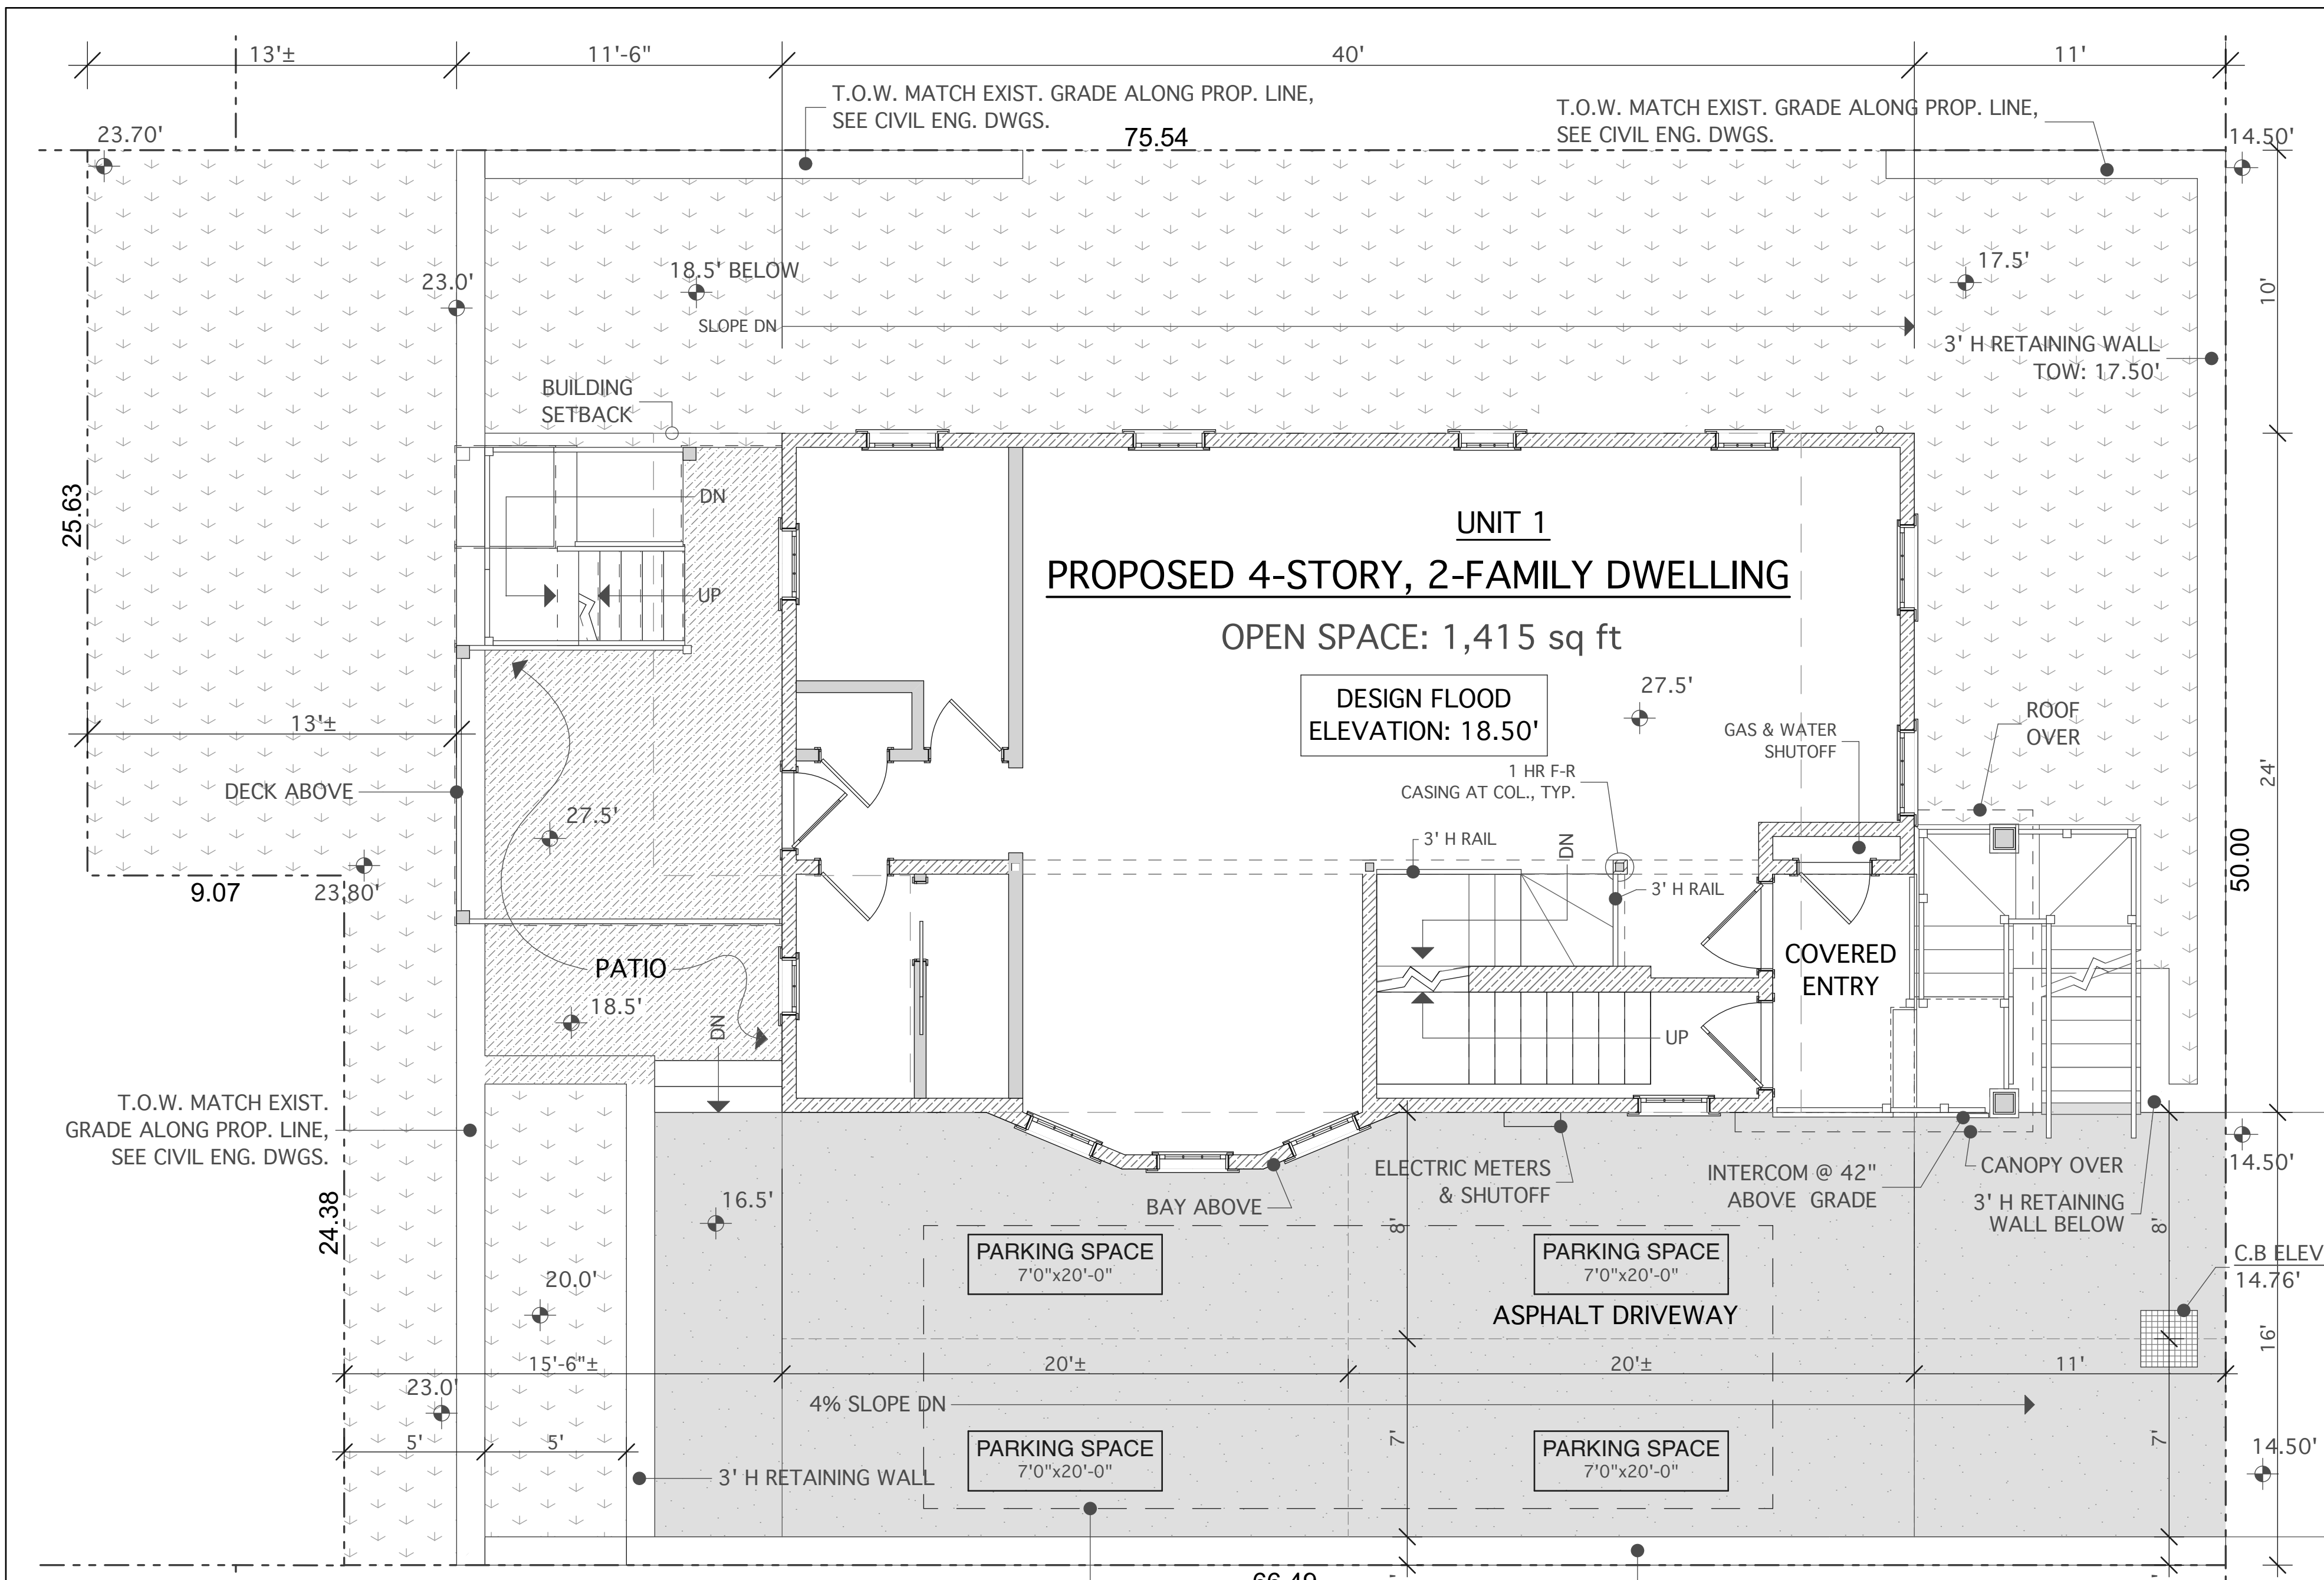 13'±
11'-6"
40'
11'
T.O.W. MATCH EXIST. GRADE ALONG PROP. LINE,
SEE CIVIL ENG. DWGS.
T.O.W. MATCH EXIST. GRADE ALONG PROP. LINE,
SEE CIVIL ENG. DWGS.
23.70'
75.54
14.50'
23.0'
18.5' BELOW
17.5'
10'
SLOPE DN
3' H RETAINING WALL
TOW: 17.50'
BUILDING
SETBACK
25.63
DN
UP
UNIT 1
PROPOSED 4-STORY, 2-FAMILY DWELLING
OPEN SPACE: 1,415 sq ft
DESIGN FLOOD
ELEVATION: 18.50'
27.5'
GAS & WATER
SHUTOFF
ROOF
OVER
13'±
24'
DECK ABOVE
27.5'
1 HR F-R
CASING AT COL., TYP.
3' H RAIL
DN
3' H RAIL
50.00
9.07
23.80'
PATIO
18.5'
DN
COVERED
ENTRY
UP
T.O.W. MATCH EXIST.
GRADE ALONG PROP. LINE,
SEE CIVIL ENG. DWGS.
24.38
16.5'
BAY ABOVE
ELECTRIC METERS
& SHUTOFF
INTERCOM @ 42"
ABOVE GRADE
CANOPY OVER
3' H RETAINING
WALL BELOW
14.50'
8'
8'
C.B ELEV
14.76'
PARKING SPACE
7'0"x20'-0"
PARKING SPACE
7'0"x20'-0"
20.0'
ASPHALT DRIVEWAY
16'
15'-6"±
20'±
20'±
11'
23.0'
4% SLOPE DN
5'
5'
7'
7'
14.50'
PARKING SPACE
7'0"x20'-0"
PARKING SPACE
7'0"x20'-0"
3' H RETAINING WALL
66.49